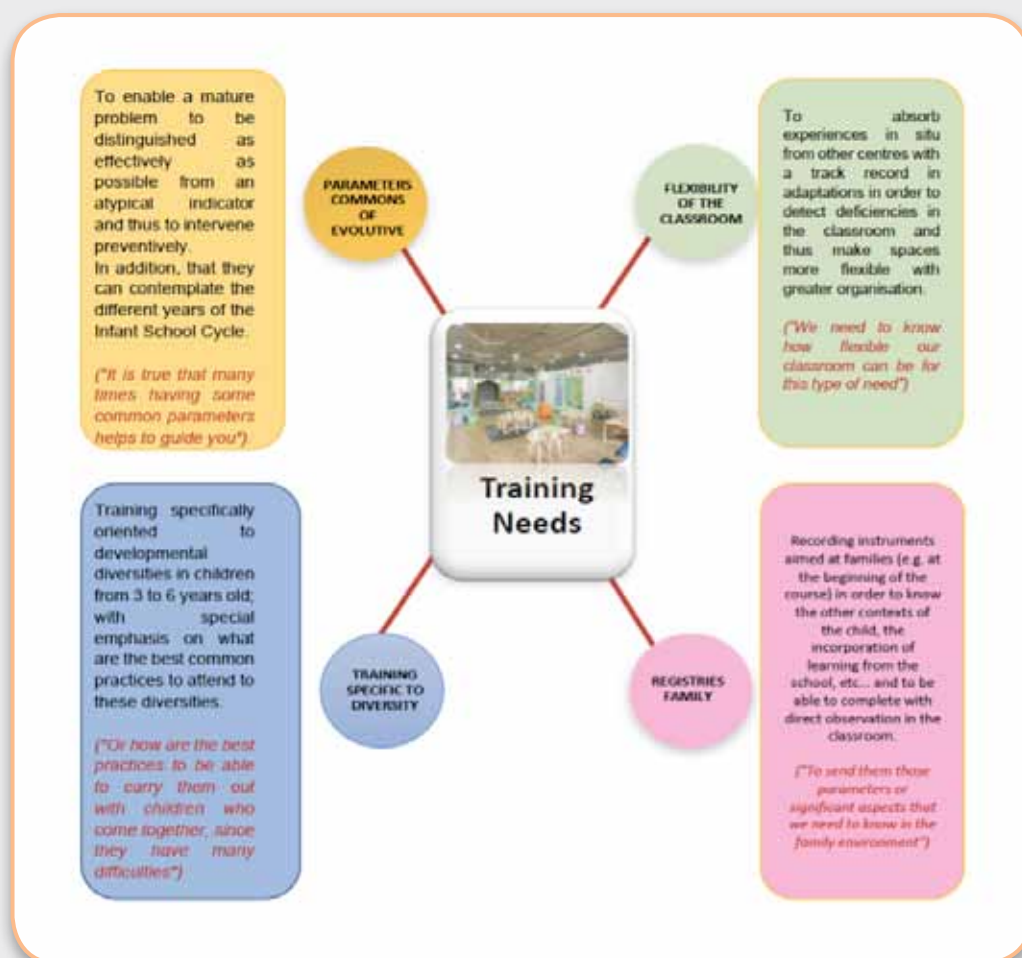 To enable a mature
problem to be
distinguished as
effectively as
possible from an
atypical indicator
and thus to intervene
preventively.
In addition, that they
can contemplate the
different years of the
Infant School Cycle.
("It is true that many
times having some
common parameters
helps to guide you").
PARAMETERS
COMMONS
OF
EVOLUTIVE
FLEXIBILITY
OF THE
CLASSROOM
To absorb
experiences in situ
from other centres with
a track record in
adaptations in order to
detect deficiencies in
the classroom and
thus make spaces
more flexible with
greater organisation.
("We need to know
how flexible our
classroom can be for
this type of need")
Training
Needs
Training specifically
oriented to
developmental
diversities in children
from 3 to 6 years old;
with special
emphasis on what
are the best common
practices to attend to
these diversities.
("Or how are the best
practices to be able
to carry them out
with children who
come together, since
they have many
difficulties")
TRAINING
SPECIFIC TO
DIVERSITY
REGISTRIES
FAMILY
Recording instruments
aimed at families (e.g. at
the beginning of the
course) in order to know
the other contexts of
the child, the
incorporation of
learning from the
school, etc... and to be
able to complete with
direct observation in the
classroom.
("To send them those
parameters or
significant aspects that
we need to know in the
family environment")